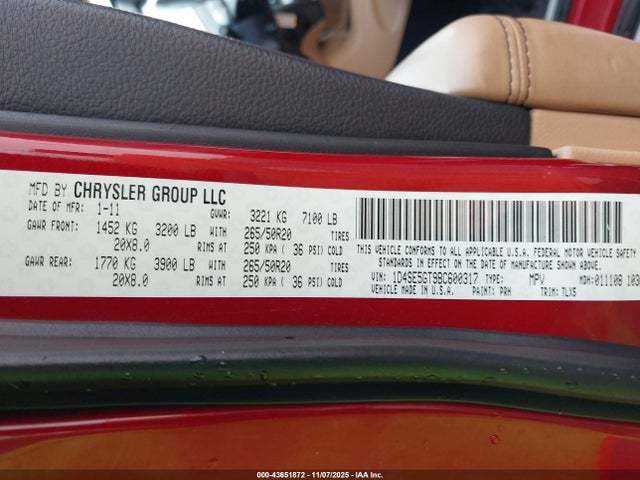 MFD BY CHRYSLER GROUP LLC
DATE OF MFR: 1-11 GVWR: 3221 KG 7100 LB
GAWR FRONT: 1452 KG 3200 LB WITH 265/50R20 TIRES
20X8.0 RIMS AT 250 KPA ( 36 PSI) COLD
GAWR REAR: 1770 KG 3900 LB WITH 265/50R20 TIRES
20X8.0 RIMS AT 250 KPA ( 36 PSI) COLD
THIS VEHICLE CONFORMS TO ALL APPLICABLE U.S.A. FEDERAL MOTOR VEHICLE SAFETY
STANDARDS IN EFFECT ON THE DATE OF MANUFACTURE SHOWN ABOVE.
VIN: 1D4SE5GT9BC600317 TYPE: MPV MDH: 011108
VEHICLE MADE IN U.S.A. PAINT: PRH TRIM: TLV5
000-43651872 11/07/2025 IAA Inc.